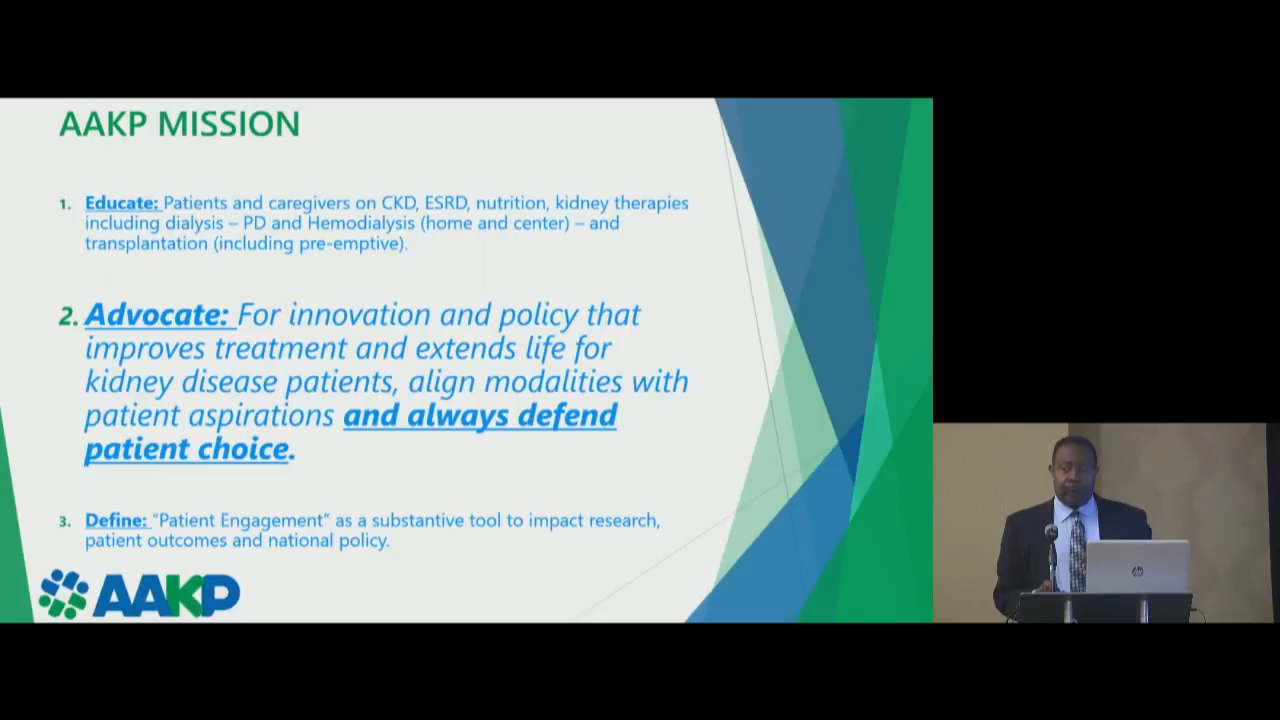 AAKP MISSION
1. Educate: Patients and caregivers on CKD, ESRD, nutrition, kidney therapies
including dialysis – PD and Hemodialysis (home and center) – and
transplantation (including pre-emptive).
2. Advocate: For innovation and policy that
improves treatment and extends life for
kidney disease patients, align modalities with
patient aspirations and always defend
patient choice.
3. Define: "Patient Engagement" as a substantive tool to impact research,
patient outcomes and national policy.
AAKP
hp